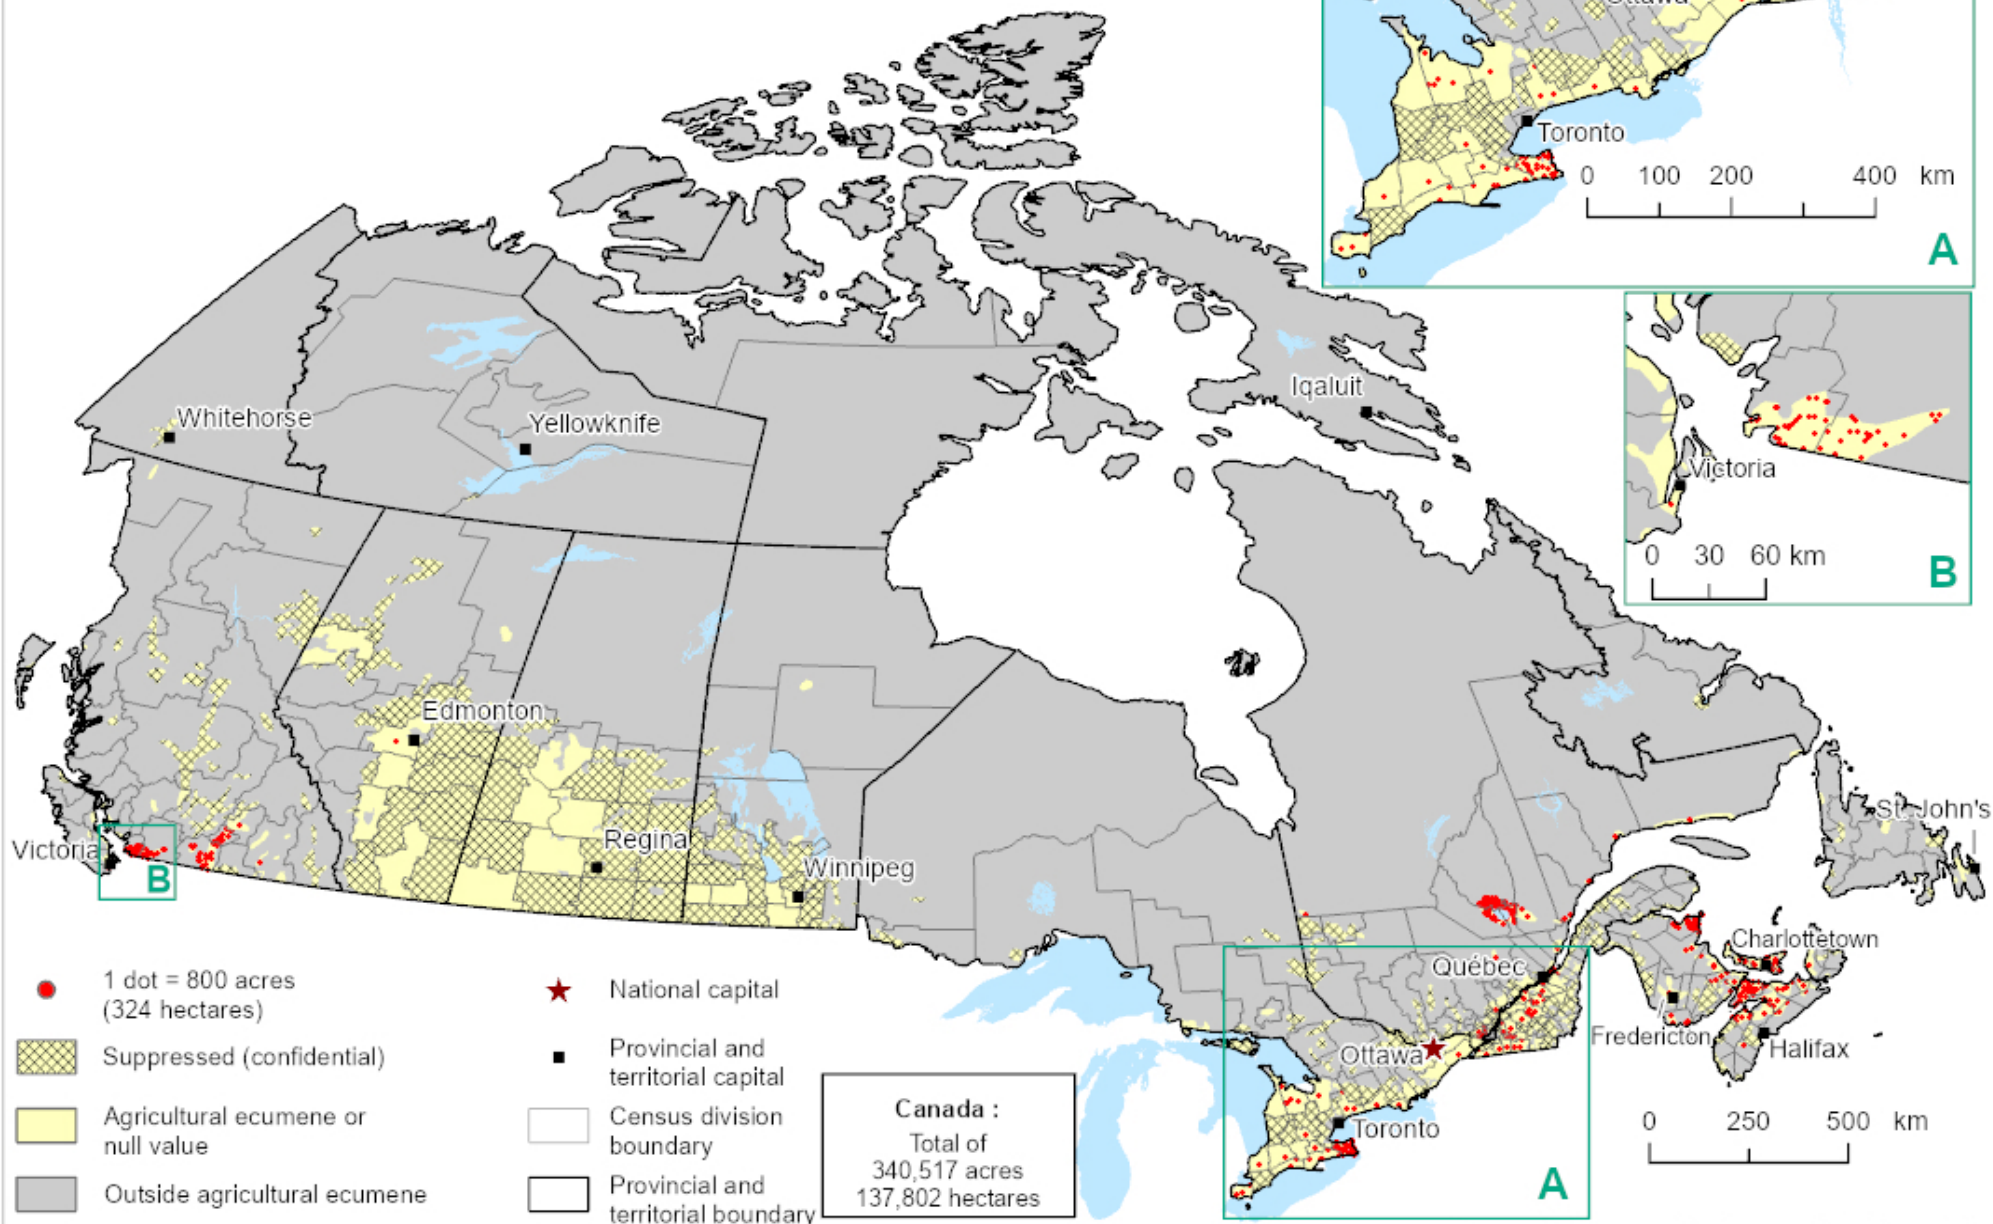 Ottawa
Toronto
0 100 200 400 km
A
Victoria
0 30 60 km
B
Whitehorse
Yellowknife
Iqaluit
Edmonton
Regina
Winnipeg
Victoria
B
St. John's
Charlottetown
Québec
Fredericton
Halifax
Ottawa
Toronto
A
0 250 500 km
1 dot = 800 acres
(324 hectares)
Suppressed (confidential)
Agricultural ecumene or
null value
Outside agricultural ecumene
National capital
Provincial and
territorial capital
Census division
boundary
Provincial and
territorial boundary
Canada :
Total of
340,517 acres
137,802 hectares